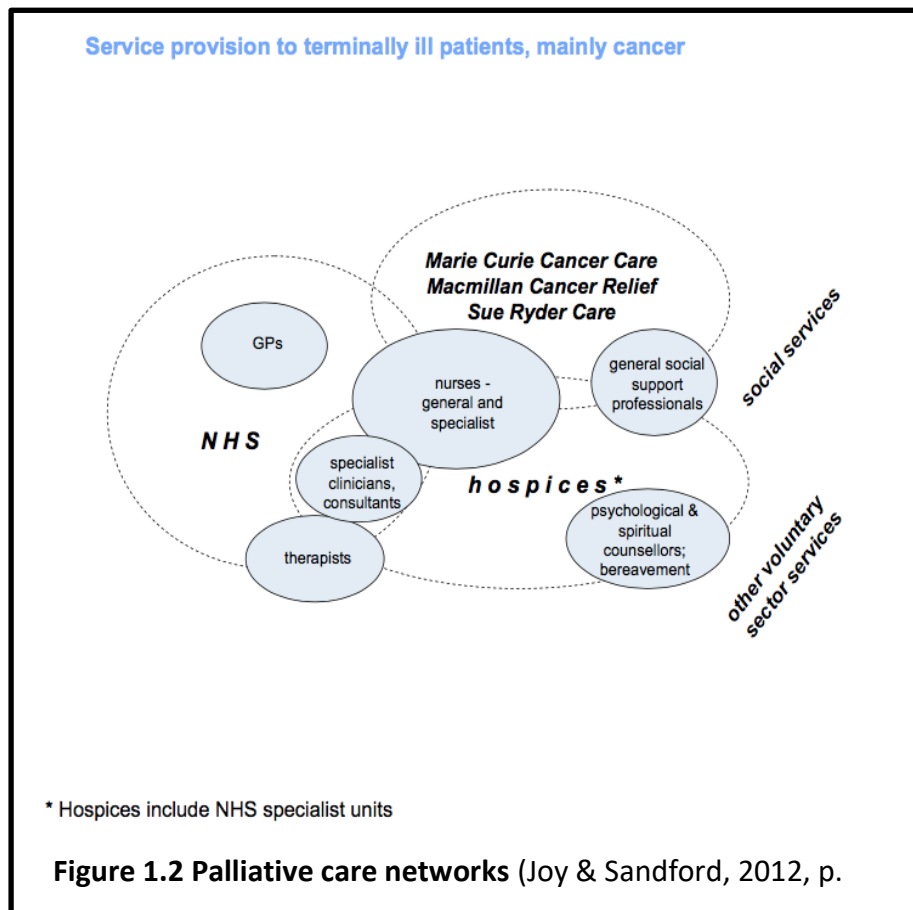 Service provision to terminally ill patients, mainly cancer
Marie Curie Cancer Care
Macmillan Cancer Relief
Sue Ryder Care
GPs
nurses -
general and
specialist
general social
support
professionals
social services
NHS
specialist
clinicians,
consultants
hospices*
therapists
psychological &
spiritual
counsellors;
bereavement
other voluntary
sector services
* Hospices include NHS specialist units
Figure 1.2 Palliative care networks (Joy & Sandford, 2012, p.